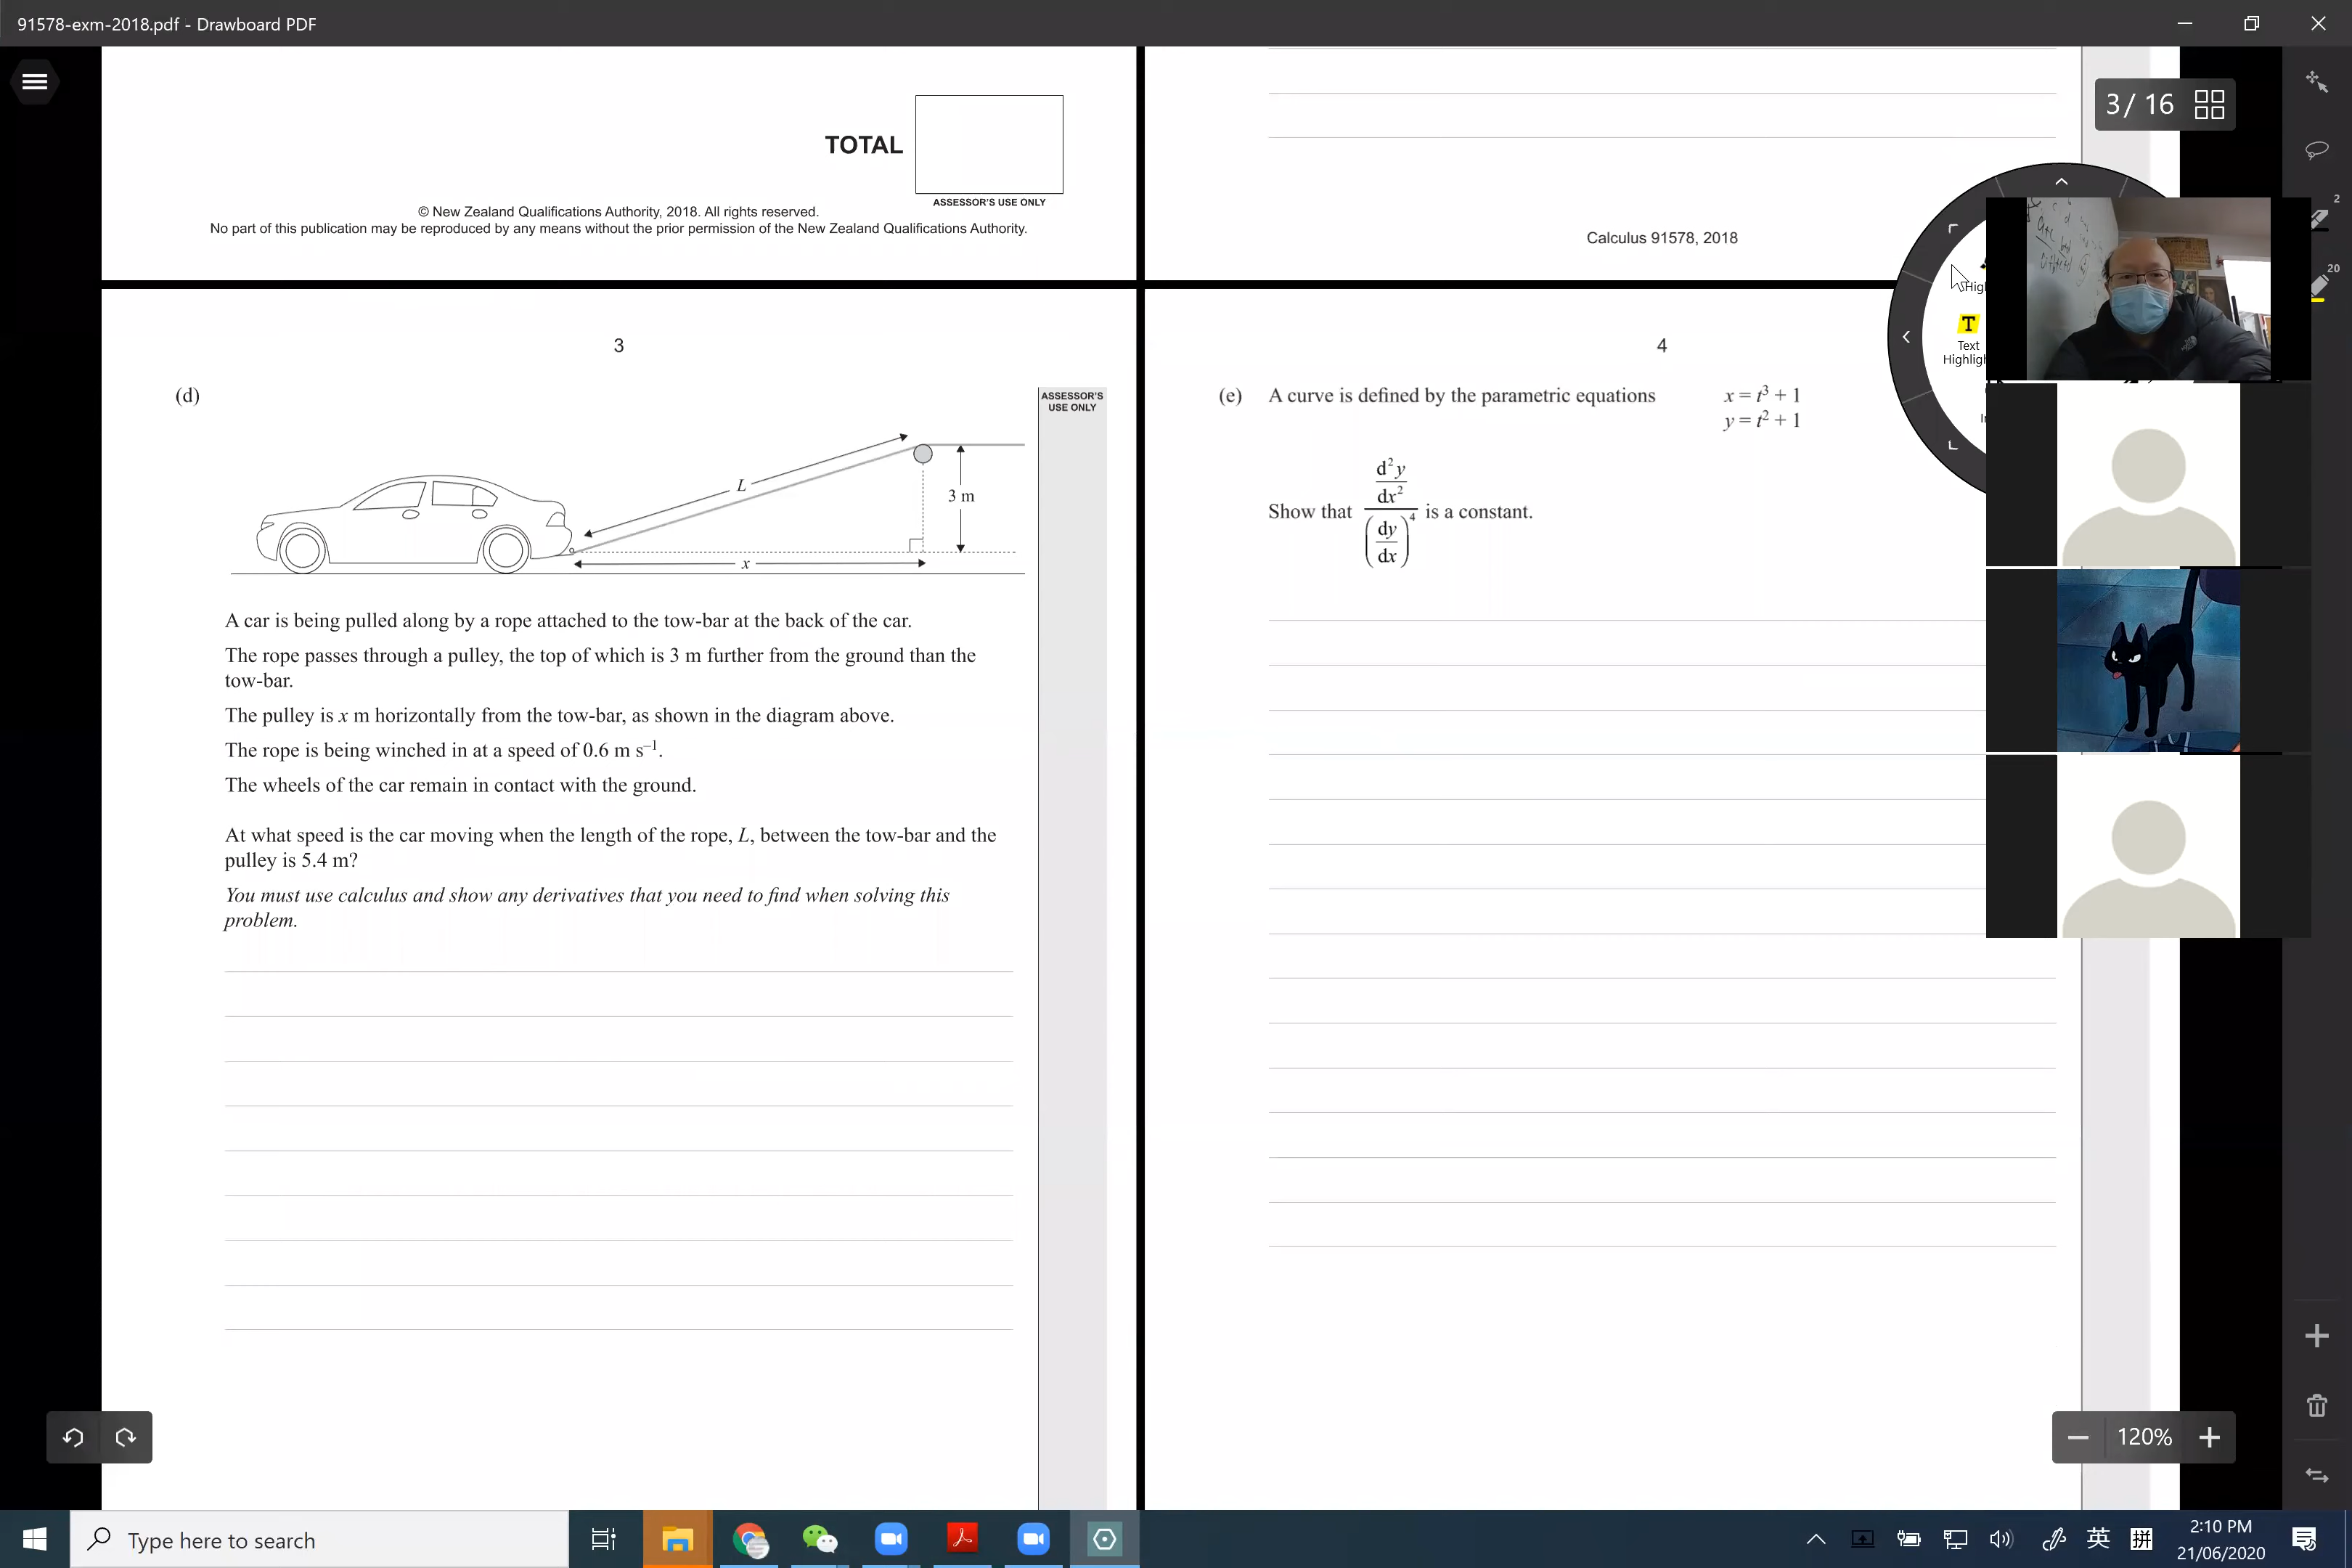 91578-exm-2018.pdf - Drawboard PDF
TOTAL
ASSESSOR'S USE ONLY
© New Zealand Qualifications Authority, 2018. All rights reserved.
No part of this publication may be reproduced by any means without the prior permission of the New Zealand Qualifications Authority.
Calculus 91578, 2018
3 / 16
2
20
Text
3
(d)
ASSESSOR'S
USE ONLY
L
3 m
x
A car is being pulled along by a rope attached to the tow-bar at the back of the car.
The rope passes through a pulley, the top of which is 3 m further from the ground than the
tow-bar.
The pulley is x m horizontally from the tow-bar, as shown in the diagram above.
The rope is being winched in at a speed of 0.6 m s⁻¹.
The wheels of the car remain in contact with the ground.
At what speed is the car moving when the length of the rope, L, between the tow-bar and the
pulley is 5.4 m?
You must use calculus and show any derivatives that you need to find when solving this
problem.
4
(e) A curve is defined by the parametric equations x = t³ + 1
y = t² + 1
d²y
dx²
Show that (dy/dx)⁴ is a constant.
120%
Type here to search
英
拼
2:10 PM
21/06/2020